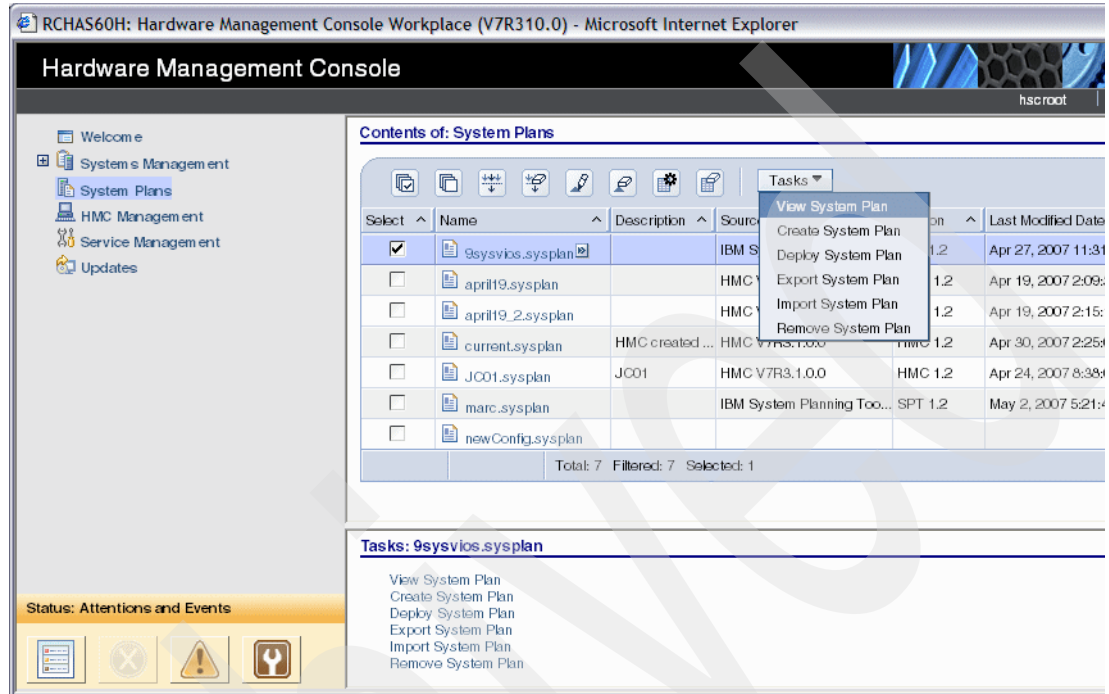 RCHAS60H: Hardware Management Console Workplace (V7R310.0) - Microsoft Internet Explorer
Hardware Management Console
hscroot
Welcome
Systems Management
System Plans
HMC Management
Service Management
Updates
Contents of: System Plans
Tasks
View System Plan
Create System Plan
Deploy System Plan
Export System Plan
Import System Plan
Remove System Plan
Select Name Description Last Modified Date
9sysvios.sysplan IBM S 1.2 Apr 27, 2007 11:31
april19.sysplan HMC 1.2 Apr 19, 2007 2:09:
april19_2.sysplan HMC 1.2 Apr 19, 2007 2:15:
current.sysplan HMC created ... HMC V7R3.1.0.0 HMC 1.2 Apr 30, 2007 2:25:
JC01.sysplan JC01 HMC V7R3.1.0.0 HMC 1.2 Apr 24, 2007 8:38:
marc.sysplan IBM System Planning Too... SPT 1.2 May 2, 2007 5:21:
newConfig.sysplan
Total: 7 Filtered: 7 Selected: 1
Tasks: 9sysvios.sysplan
View System Plan
Create System Plan
Deploy System Plan
Export System Plan
Import System Plan
Remove System Plan
Status: Attentions and Events